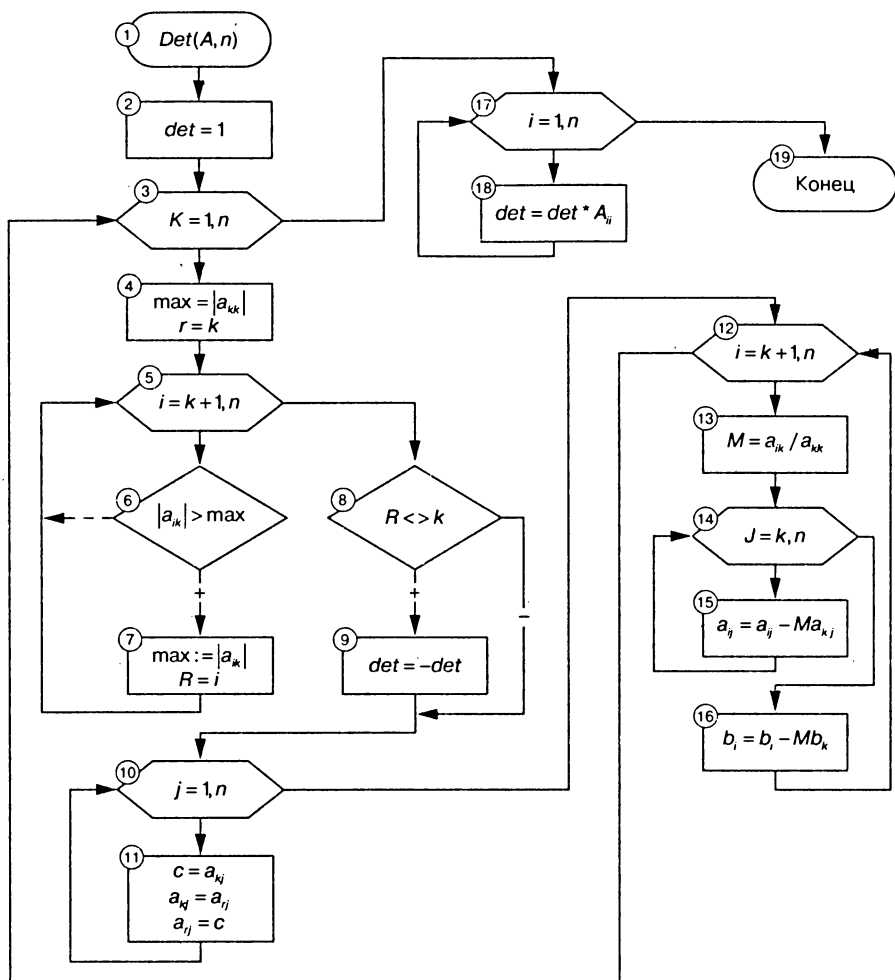 1
Det(A,n)
2
det = 1
3
K = 1,n
4
max = |a_kk|
r = k
5
i = k + 1,n
6
|a_ik| > max
+
7
max := |a_ik|
R = i
8
R <> k
+
–
9
det = –det
10
j = 1,n
11
c = a_kj
a_kj = a_rj
a_rj = c
12
i = k + 1,n
13
M = a_ik / a_kk
14
J = k,n
15
a_ij = a_ij – Ma_kj
16
b_i = b_i – Mb_k
17
i = 1,n
18
det = det * A_ii
19
Конец